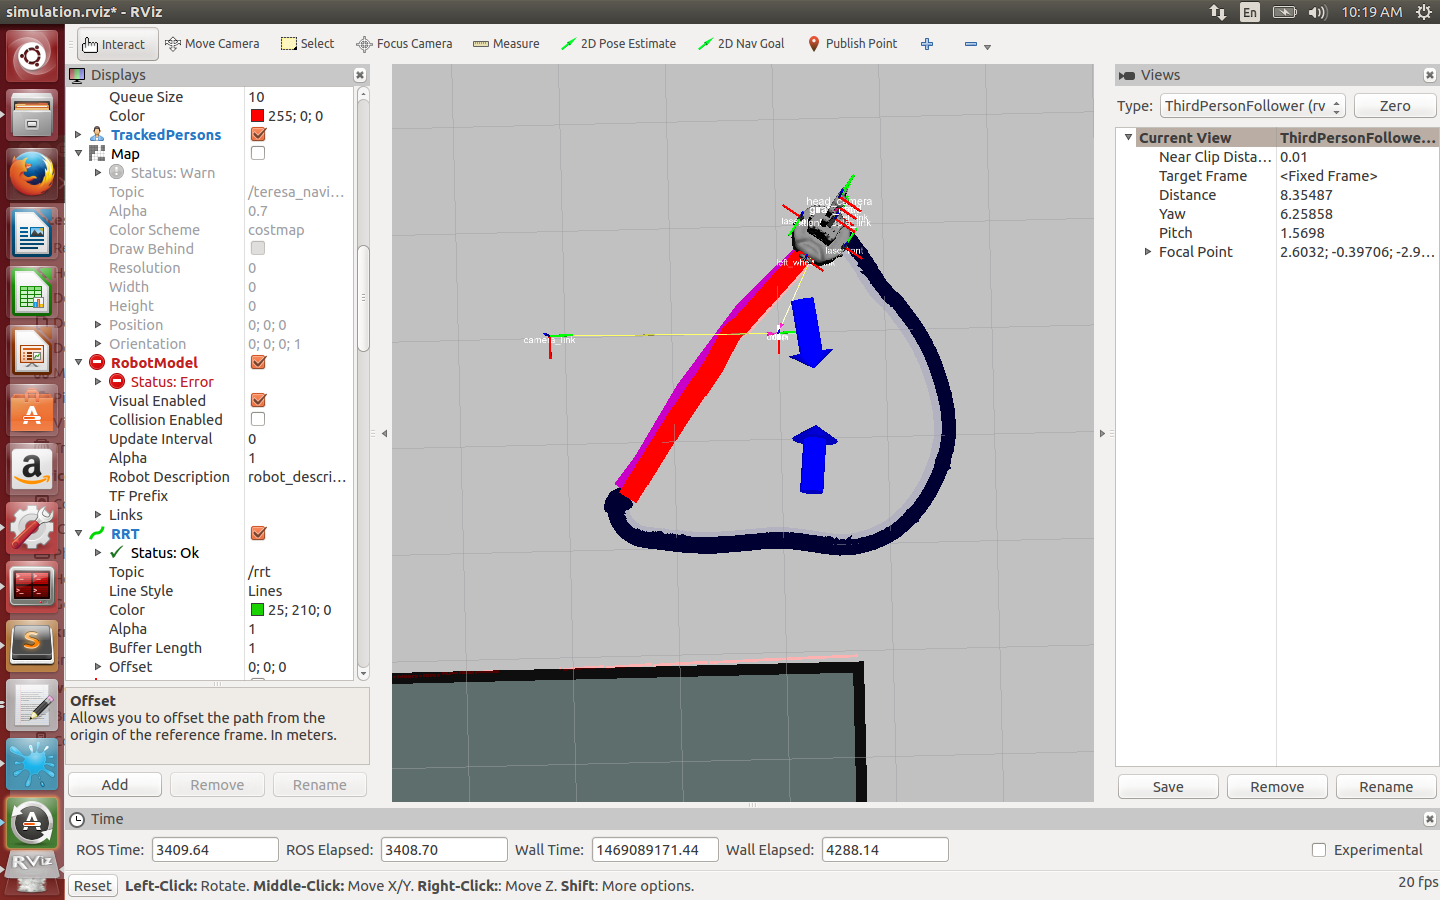 simulation.rviz* - RViz
En
10:19 AM
Interact
Move Camera
Select
Focus Camera
Measure
2D Pose Estimate
2D Nav Goal
Publish Point
Displays
Queue Size 10
Color 255; 0; 0
TrackedPersons
Map
Status: Warn
Topic /teresa_navi...
Alpha 0.7
Color Scheme costmap
Draw Behind
Resolution 0
Width 0
Height 0
Position 0; 0; 0
Orientation 0; 0; 0; 1
RobotModel
Status: Error
Visual Enabled
Collision Enabled
Update Interval 0
Alpha 1
Robot Description robot_descri...
TF Prefix
Links
RRT
Status: Ok
Topic /rrt
Line Style Lines
Color 25; 210; 0
Alpha 1
Buffer Length 1
Offset 0; 0; 0
Offset
Allows you to offset the path from the
origin of the reference frame. In meters.
Add
Remove
Rename
head_camera
camera_link
Views
Type: ThirdPersonFollower (rv
Zero
Current View ThirdPersonFollowe...
Near Clip Dista... 0.01
Target Frame <Fixed Frame>
Distance 8.35487
Yaw 6.25858
Pitch 1.5698
Focal Point 2.6032; -0.39706; -2.9...
Save
Remove
Rename
Time
ROS Time: 3409.64
ROS Elapsed: 3408.70
Wall Time: 1469089171.44
Wall Elapsed: 4288.14
Experimental
Reset
Left-Click: Rotate. Middle-Click: Move X/Y. Right-Click:: Move Z. Shift: More options.
20 fps
RViz